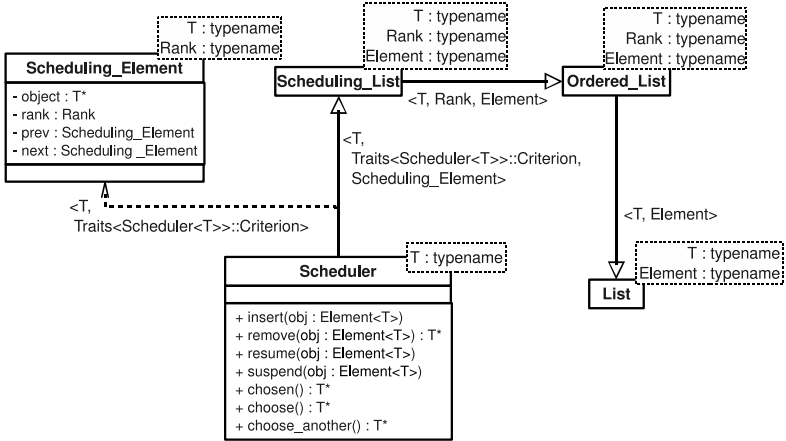 T : typename
Rank : typename
Scheduling_Element
- object : T*
- rank : Rank
- prev : Scheduling_Element
- next : Scheduling _Element
T : typename
Rank : typename
Element : typename
Scheduling_List
<T, Rank, Element>
T : typename
Rank : typename
Element : typename
Ordered_List
<T,
Traits<Scheduler<T>>::Criterion,
Scheduling_Element>
<T,
Traits<Scheduler<T>>::Criterion>
<T, Element>
T : typename
Element : typename
List
T : typename
Scheduler
+ insert(obj : Element<T>)
+ remove(obj : Element<T>) : T*
+ resume(obj : Element<T>)
+ suspend(obj : Element<T>)
+ chosen() : T*
+ choose() : T*
+ choose_another() : T*